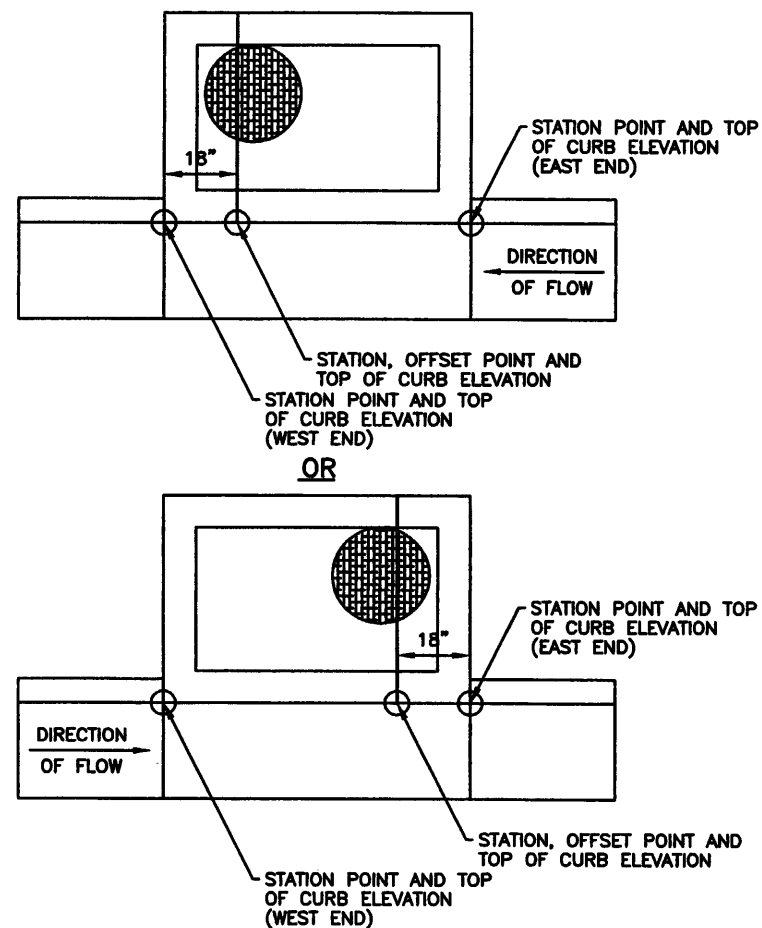 18"
STATION POINT AND TOP
OF CURB ELEVATION
(EAST END)
DIRECTION
OF FLOW
STATION, OFFSET POINT AND
TOP OF CURB ELEVATION
STATION POINT AND TOP
OF CURB ELEVATION
(WEST END)
OR
18"
STATION POINT AND TOP
OF CURB ELEVATION
(EAST END)
DIRECTION
OF FLOW
STATION, OFFSET POINT AND
TOP OF CURB ELEVATION
STATION POINT AND TOP
OF CURB ELEVATION
(WEST END)